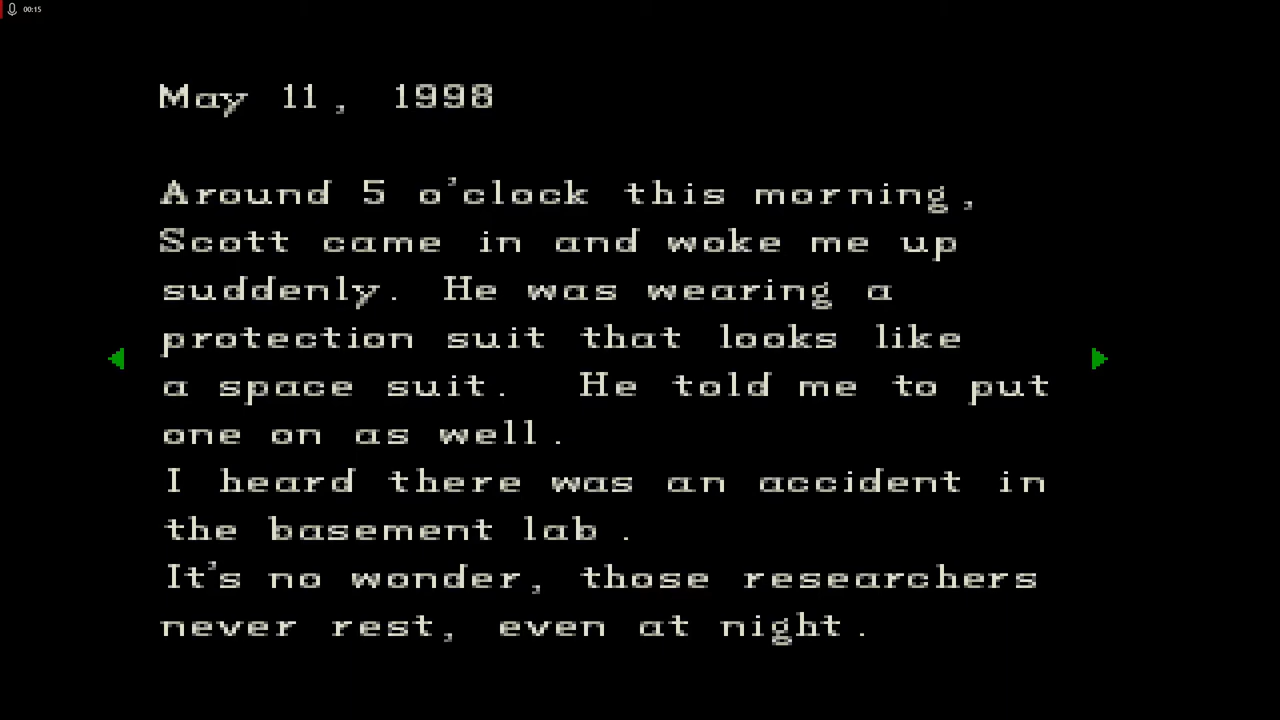 00:15
May 11, 1998
Around 5 o'clock this morning,
Scott came in and woke me up
suddenly. He was wearing a
protection suit that looks like
a space suit. He told me to put
one on as well.
I heard there was an accident in
the basement lab.
It's no wonder, those researchers
never rest, even at night.